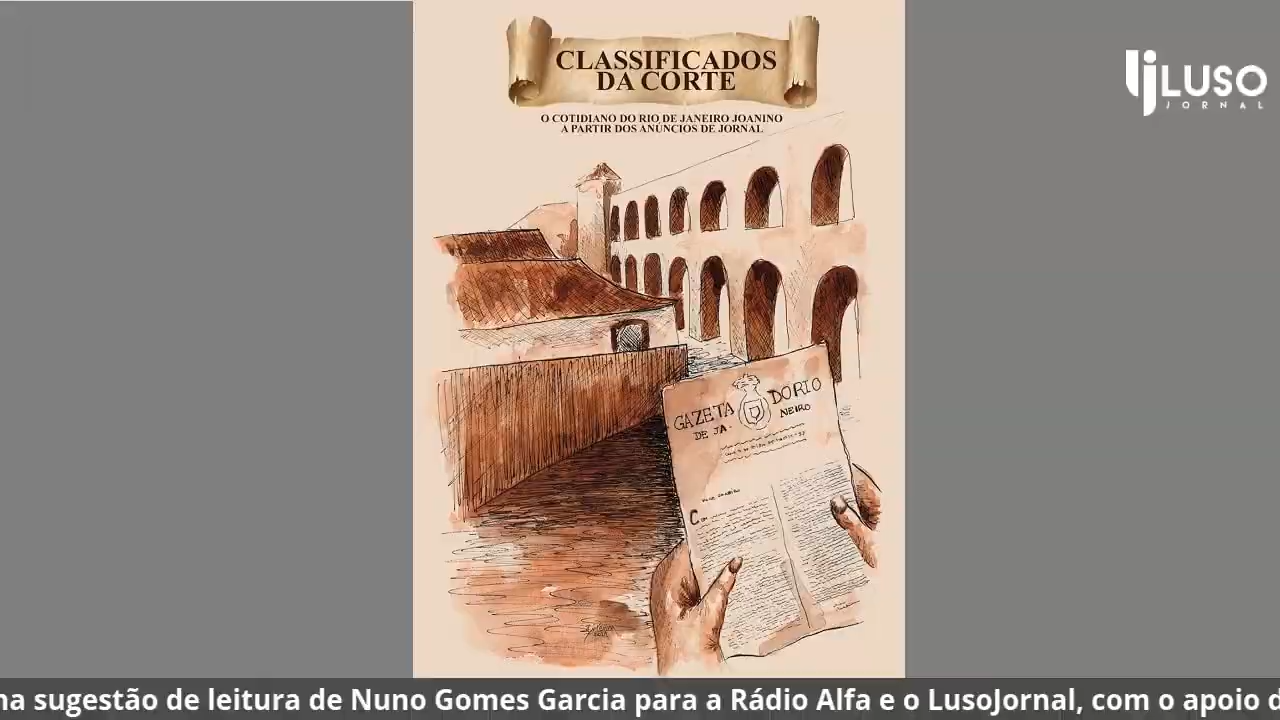 CLASSIFICADOS
DA CORTE
O COTIDIANO DO RIO DE JANEIRO JOANINO
A PARTIR DOS ANÚNCIOS DE JORNAL
LUSO
JORNAL
GAZETA DO RIO
DE JA- NEIRO
na sugestão de leitura de Nuno Gomes Garcia para a Rádio Alfa e o LusoJornal, com o apoio d